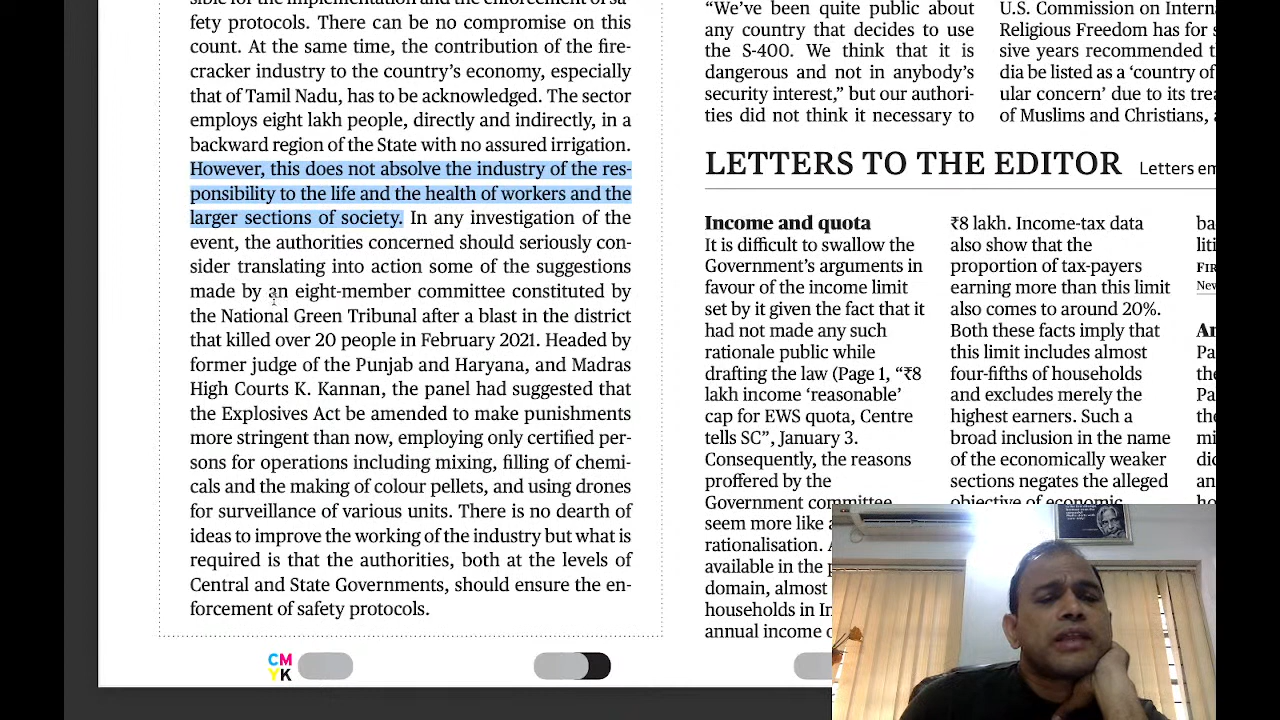 sible for the implementation and the enforcement of sa-
fety protocols. There can be no compromise on this
count. At the same time, the contribution of the fire-
cracker industry to the country's economy, especially
that of Tamil Nadu, has to be acknowledged. The sector
employs eight lakh people, directly and indirectly, in a
backward region of the State with no assured irrigation.
However, this does not absolve the industry of the res-
ponsibility to the life and the health of workers and the
larger sections of society. In any investigation of the
event, the authorities concerned should seriously con-
sider translating into action some of the suggestions
made by an eight-member committee constituted by
the National Green Tribunal after a blast in the district
that killed over 20 people in February 2021. Headed by
former judge of the Punjab and Haryana, and Madras
High Courts K. Kannan, the panel had suggested that
the Explosives Act be amended to make punishments
more stringent than now, employing only certified per-
sons for operations including mixing, filling of chemi-
cals and the making of colour pellets, and using drones
for surveillance of various units. There is no dearth of
ideas to improve the working of the industry but what is
required is that the authorities, both at the levels of
Central and State Governments, should ensure the en-
forcement of safety protocols.
CM
YK
"We've been quite public about
any country that decides to use
the S-400. We think that it is
dangerous and not in anybody's
security interest," but our authori-
ties did not think it necessary to
U.S. Commission on Intern
Religious Freedom has for s
sive years recommended t
dia be listed as a 'country of
ular concern' due to its trea
of Muslims and Christians, a
LETTERS TO THE EDITOR Letters em
Income and quota
It is difficult to swallow the
Government's arguments in
favour of the income limit
set by it given the fact that it
had not made any such
rationale public while
drafting the law (Page 1, "₹8
lakh income 'reasonable'
cap for EWS quota, Centre
tells SC", January 3.
Consequently, the reasons
proffered by the
Government committee
seem more like a
rationalisation.
available in the p
domain, almost
households in In
annual income o
₹8 lakh. Income-tax data
also show that the
proportion of tax-payers
earning more than this limit
also comes to around 20%.
Both these facts imply that
this limit includes almost
four-fifths of households
and excludes merely the
highest earners. Such a
broad inclusion in the name
of the economically weaker
sections negates the alleged
objective of economic
ba
liti
FIR
New
An
Pa
the
Pa
mi
dic
an
ho